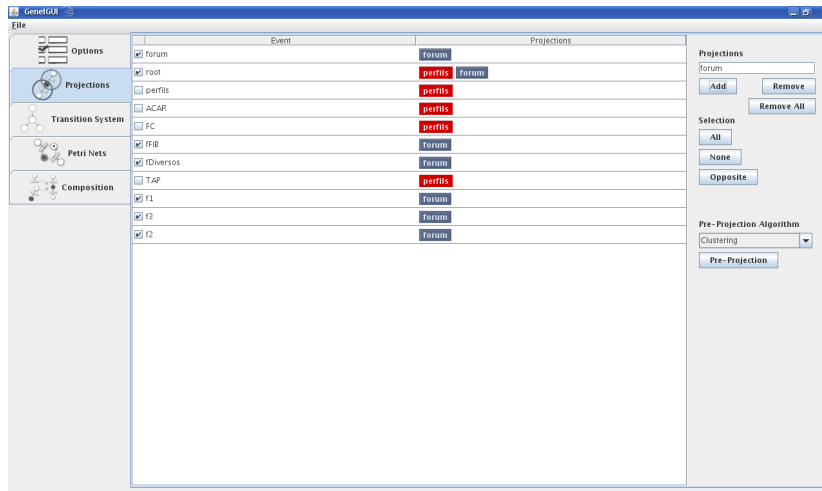 GenetGUI
File
Options
Projections
Transition System
Petri Nets
Composition
Event Projections
forum forum
root perfils forum
perfils perfils
ACAR perfils
FC perfils
fFIB forum
fDiversos forum
TAP perfils
f1 forum
f3 forum
f2 forum
Projections
forum
Add Remove
Remove All
Selection
All
None
Opposite
Pre-Projection Algorithm
Clustering
Pre-Projection